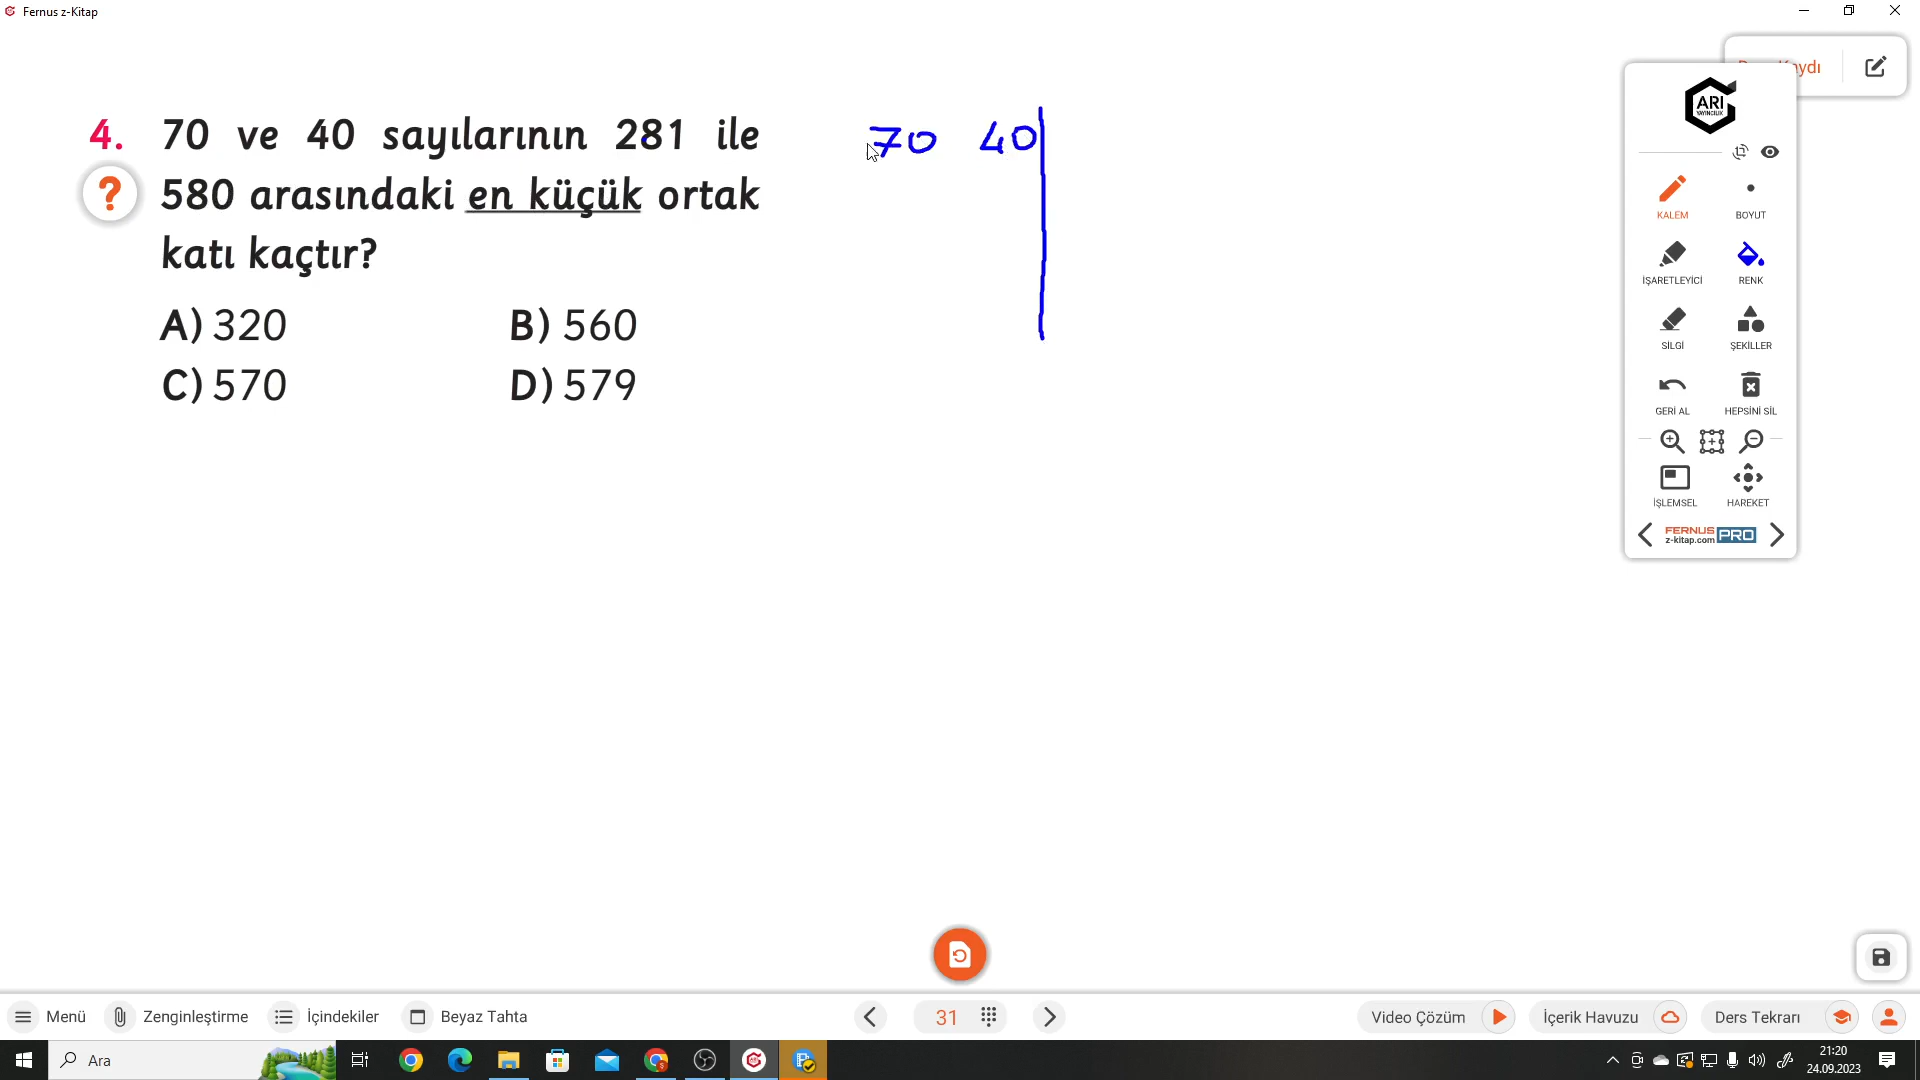 Fernus z-Kitap
4. 70 ve 40 sayılarının 281 ile
? 580 arasındaki en küçük ortak
katı kaçtır?
A) 320 B) 560
C) 570 D) 579
70 40
ARI
YAYINCILIK
KALEM BOYUT
İŞARETLEYİCİ RENK
SİLGİ ŞEKİLLER
GERİ AL HEPSİNİ SİL
İŞLEMSEL HAREKET
FERNUS PRO
z-kitap.com
Menü Zenginleştirme İçindekiler Beyaz Tahta 31 Video Çözüm İçerik Havuzu Ders Tekrarı
Ara
21:20
24.09.2023